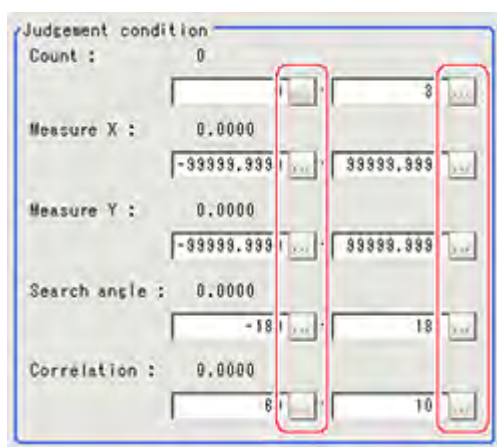 Judgement condition
Count : 0
0 ... 3 ...
Measure X : 0.0000
-99999.999 ... 99999.999 ...
Measure Y : 0.0000
-99999.999 ... 99999.999 ...
Search angle : 0.0000
-18 ... 18 ...
Correlation : 0.0000
6 ... 10 ...